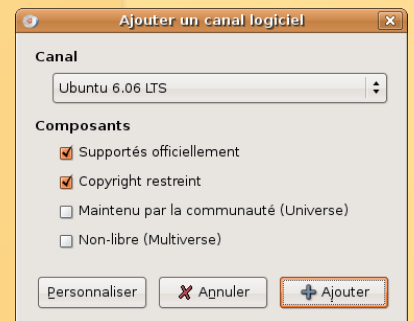 Ajouter un canal logiciel
Canal
Ubuntu 6.06 LTS
Composants
Supportés officiellement
Copyright restreint
Maintenu par la communauté (Universe)
Non-libre (Multiverse)
Personnaliser Annuler Ajouter